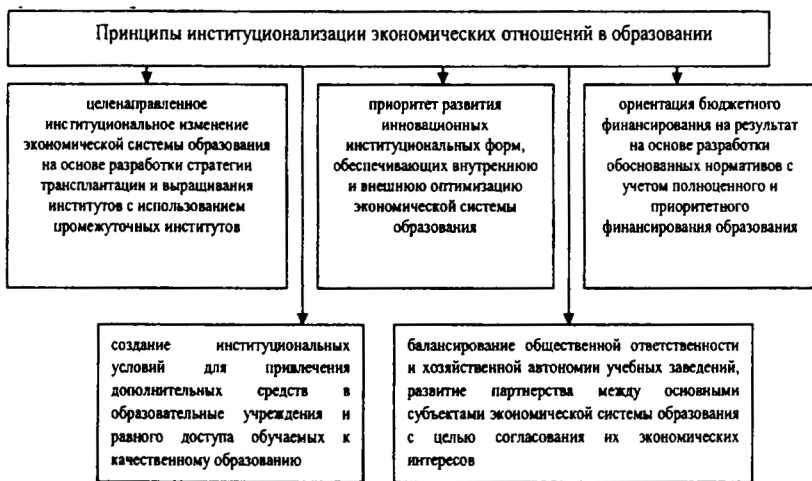 Принципы институционализации экономических отношений в образовании
целенаправленное
институциональное изменение
экономической системы образования
на основе разработки стратегии
трансплантации и выращивания
институтов с использованием
промежуточных институтов
приоритет развития
инновационных
институциональных форм,
обеспечивающих внутреннюю
и внешнюю оптимизацию
экономической системы
образования
ориентация бюджетного
финансирования на результат
на основе разработки
обоснованных нормативов с
учетом полноценного и
приоритетного
финансирования образования
создание институциональных
условий для привлечения
дополнительных средств в
образовательные учреждения и
равного доступа обучаемых к
качественному образованию
балансирование общественной ответственности
и хозяйственной автономии учебных заведений,
развитие партнерства между основными
субъектами экономической системы образования
с целью согласования их экономических
интересов